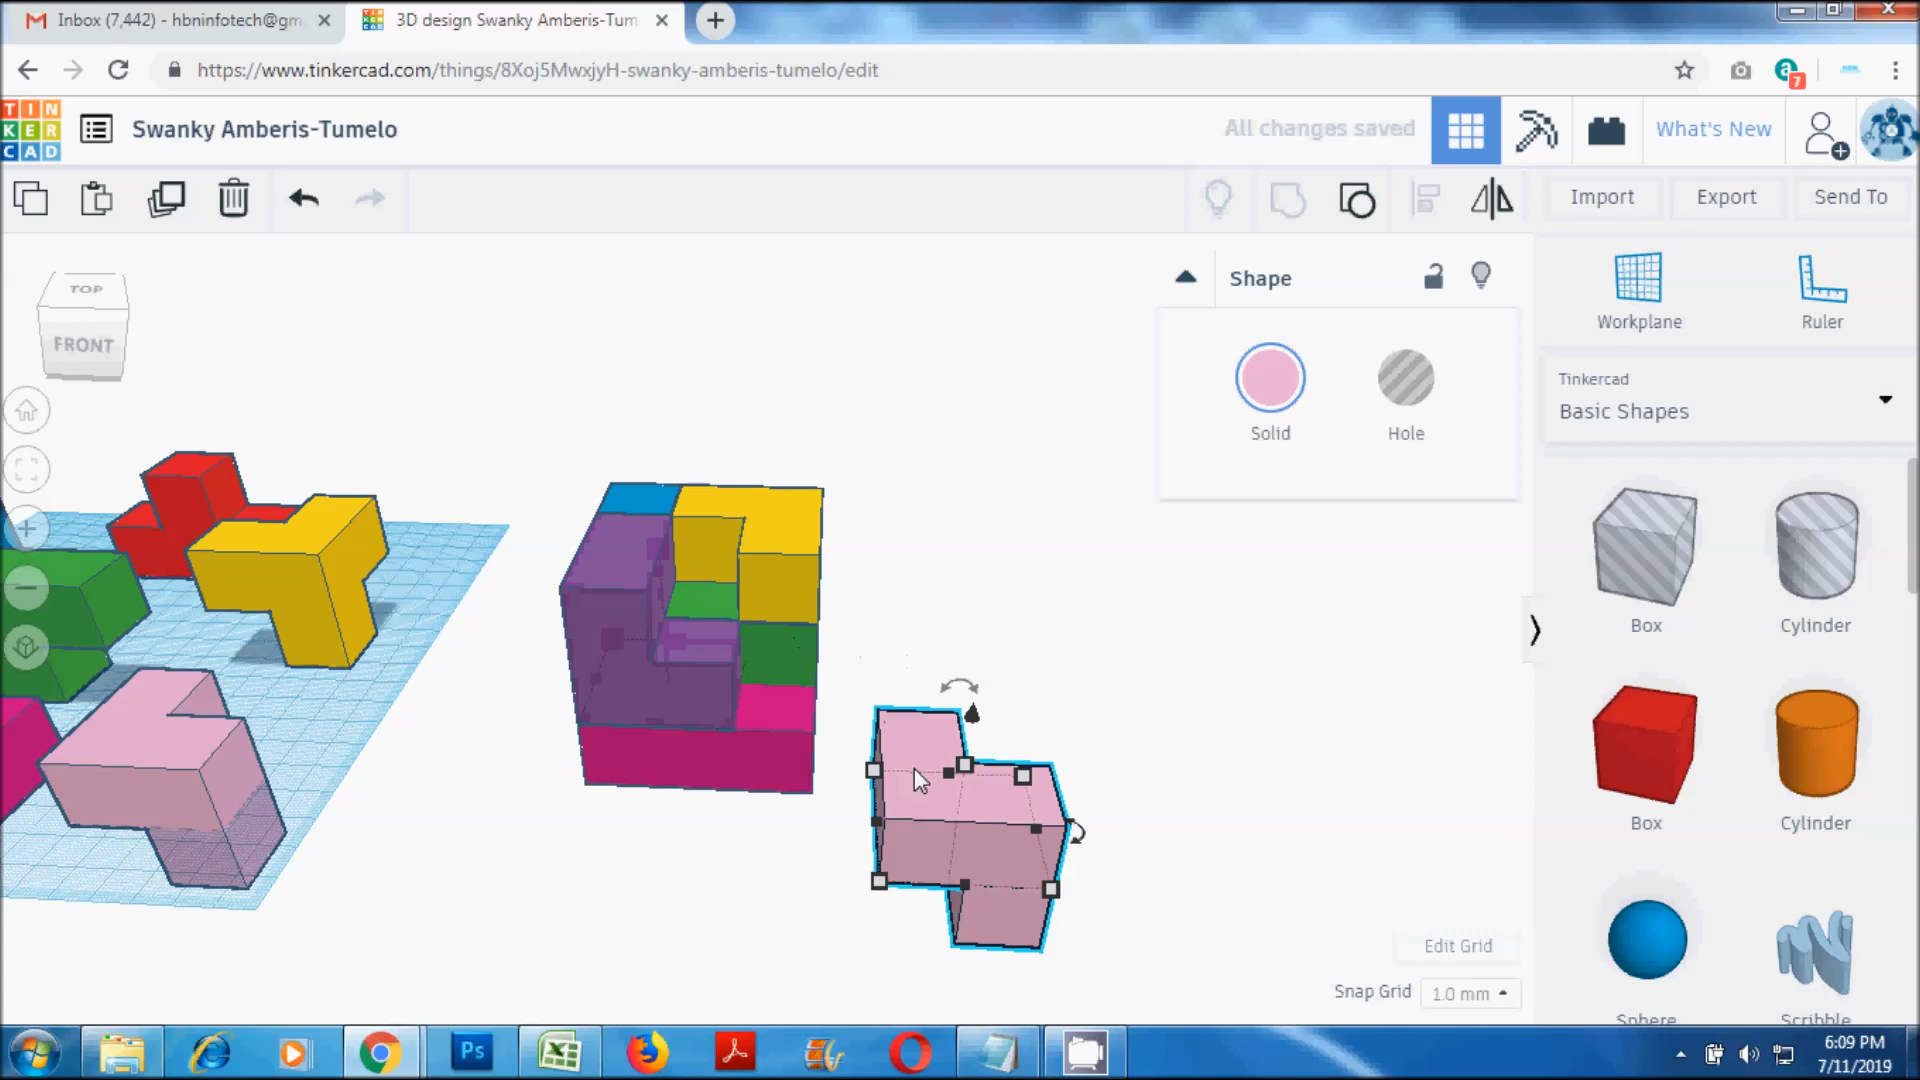 Inbox (7,442) - hbninfotech@gm
3D design Swanky Amberis-Tum
https://www.tinkercad.com/things/8Xoj5MwxjyH-swanky-amberis-tumelo/edit
7
TIN
KER
CAD
Swanky Amberis-Tumelo
All changes saved
What's New
Import
Export
Send To
TOP
FRONT
Shape
Solid
Hole
Workplane
Ruler
Tinkercad
Basic Shapes
Box
Cylinder
Box
Cylinder
Sphere
Scribble
Edit Grid
Snap Grid
1.0 mm
Ps
6:09 PM
7/11/2019